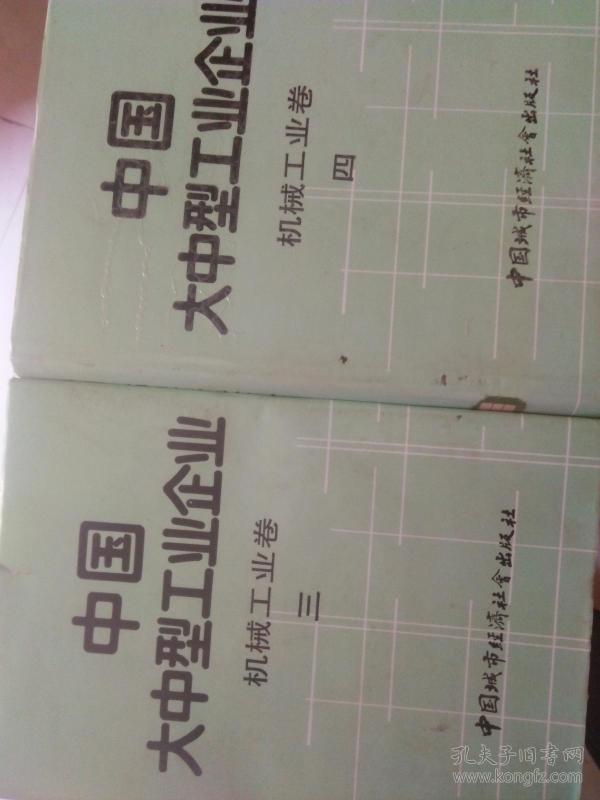 中国
大中型工业企业
机械工业卷
四
中国城市经济社会出版社
中国
大中型工业企业
机械工业卷
三
中国城市经济社会出版社
孔夫子旧书网
www.kongfz.com